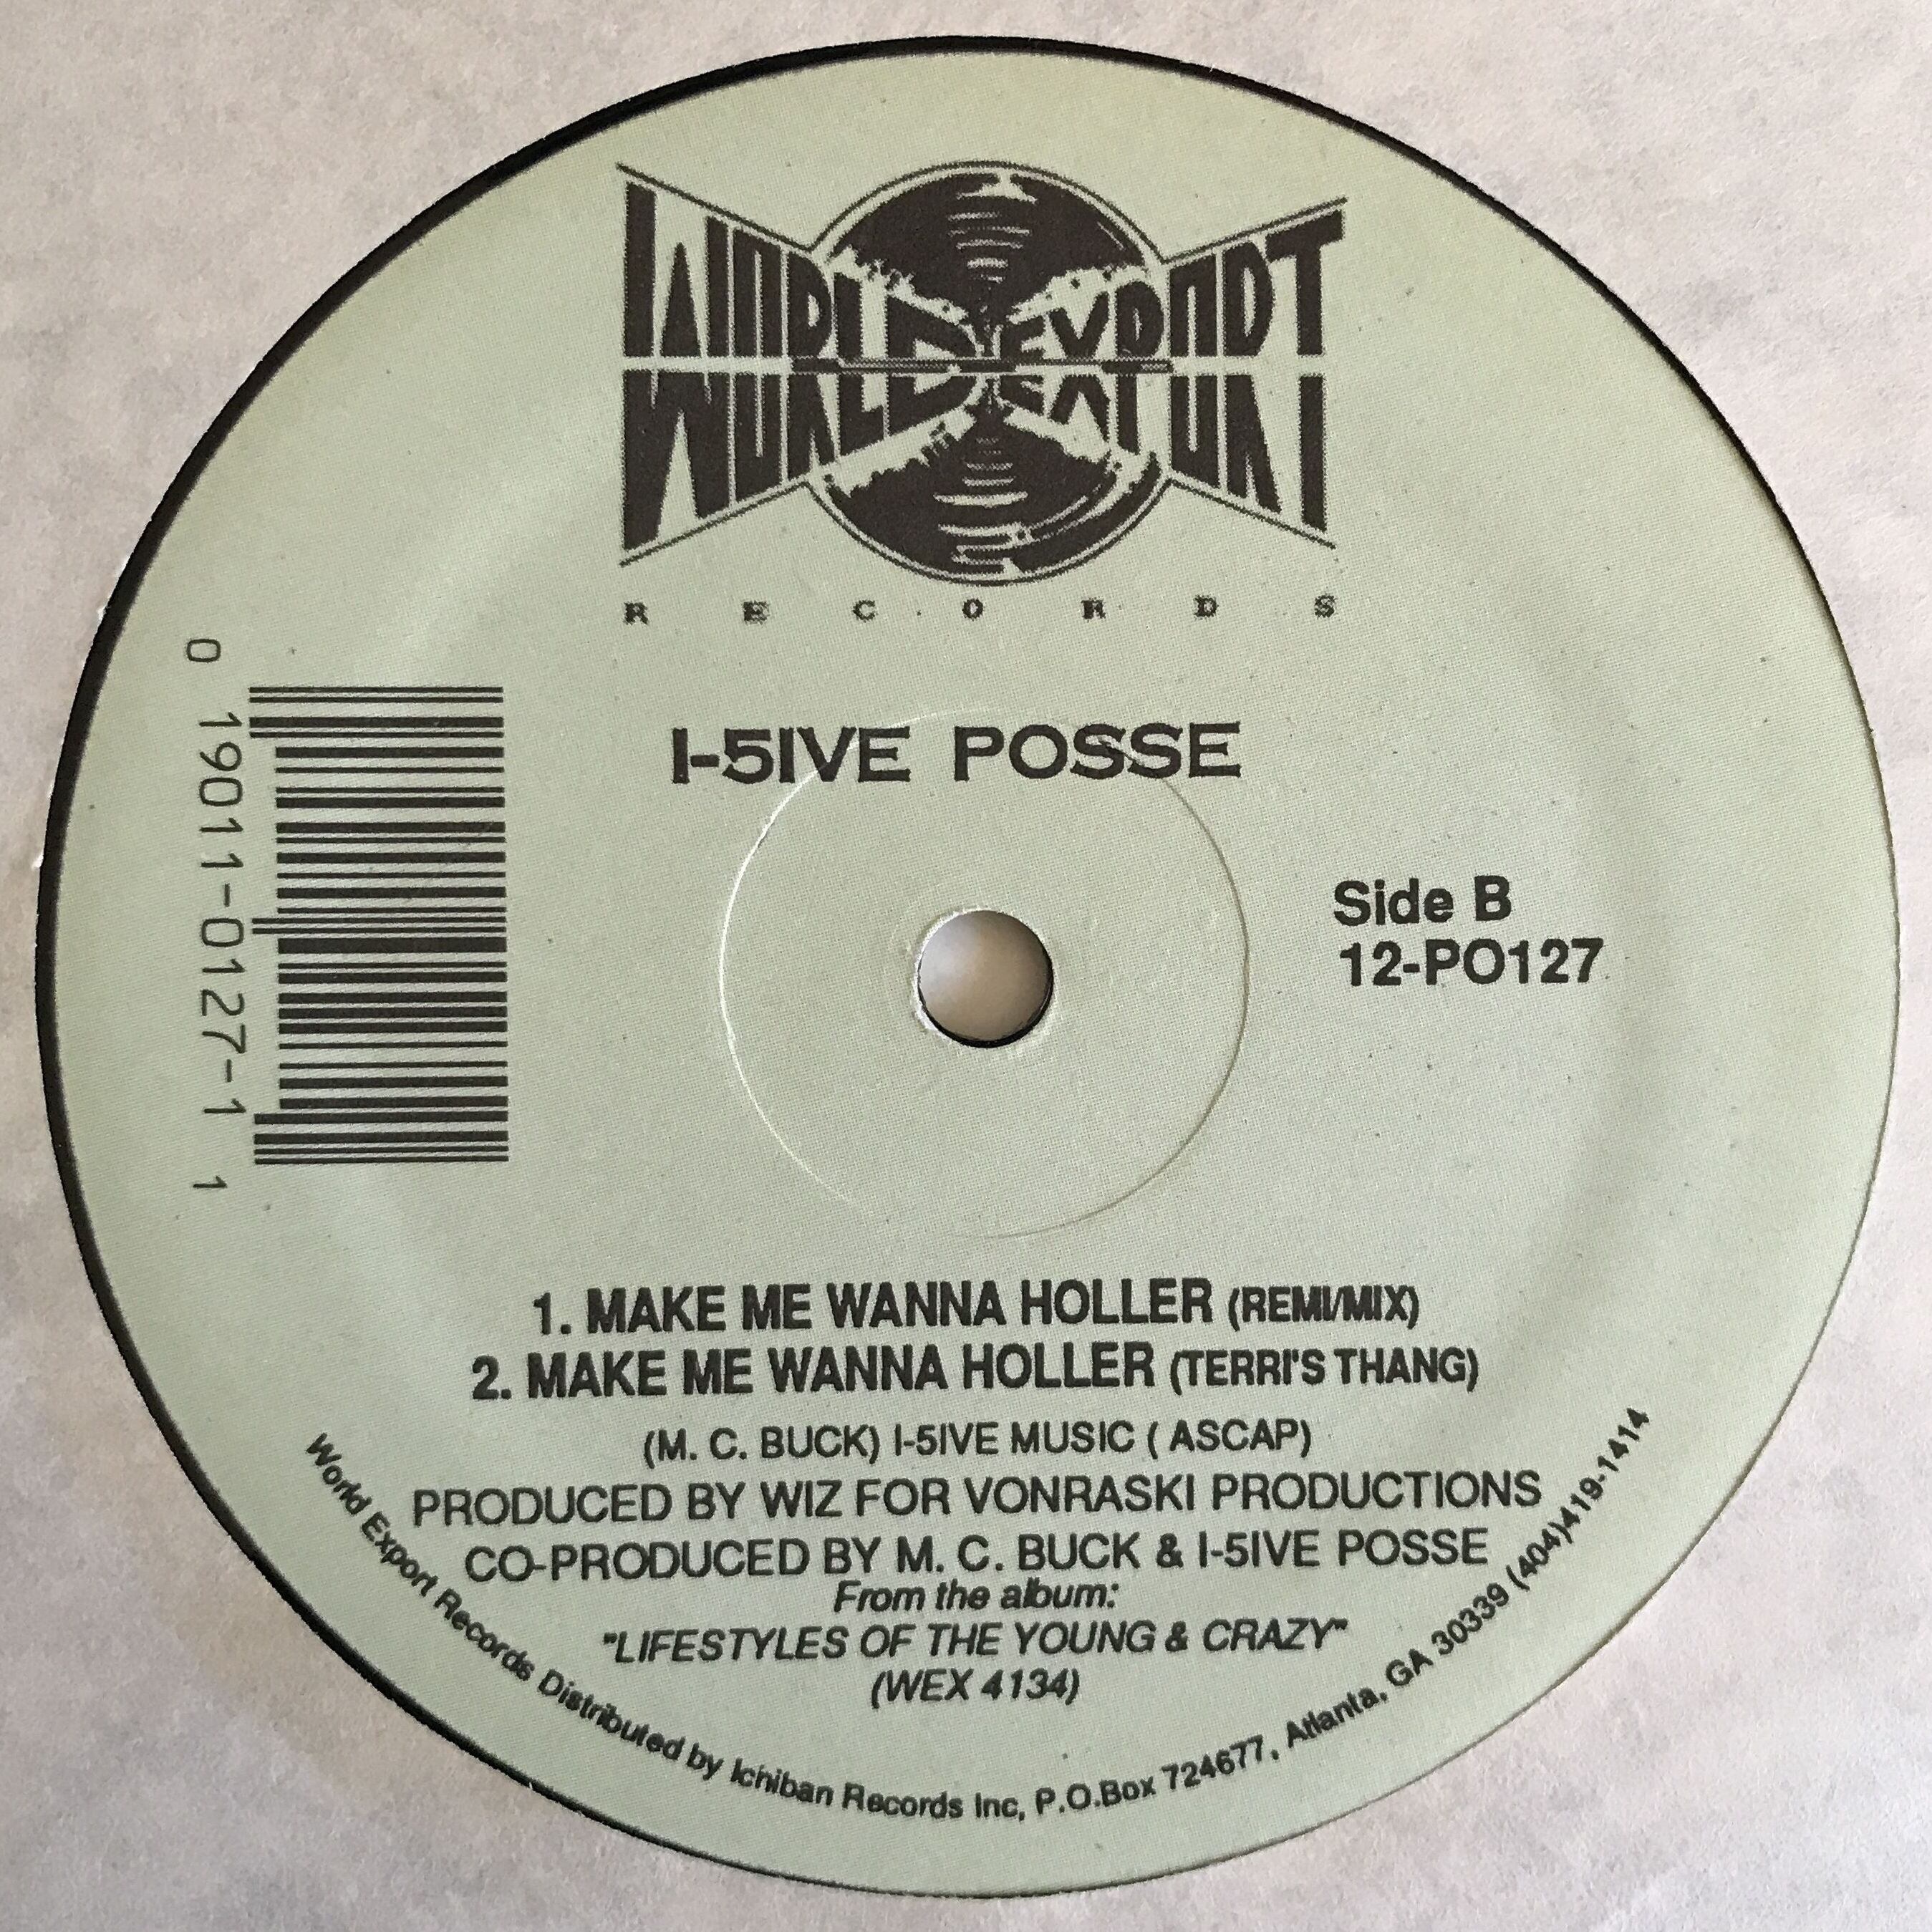 WORLD EXPORT
RECORDS
I-5IVE POSSE
0 19011-0127-1 1
Side B
12-PO127
1. MAKE ME WANNA HOLLER (REMI/MIX)
2. MAKE ME WANNA HOLLER (TERRI'S THANG)
(M. C. BUCK) I-5IVE MUSIC ( ASCAP)
PRODUCED BY WIZ FOR VONRASKI PRODUCTIONS
CO-PRODUCED BY M. C. BUCK & I-5IVE POSSE
From the album:
"LIFESTYLES OF THE YOUNG & CRAZY"
(WEX 4134)
World Export Records Distributed by Ichiban Records Inc, P.O.Box 724677, Atlanta, GA 30339 (404)419-1414